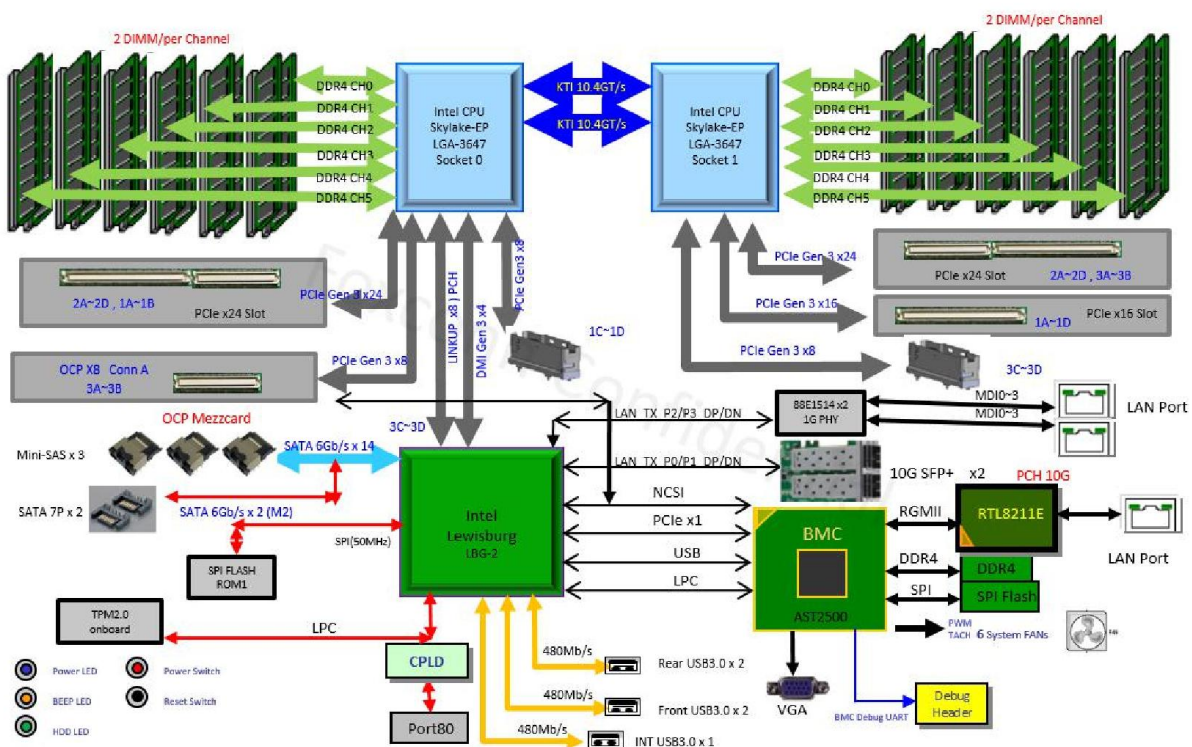 2 DIMM/per Channel
2 DIMM/per Channel
DDR4 CH0
DDR4 CH1
DDR4 CH2
DDR4 CH3
DDR4 CH4
DDR4 CH5
Intel CPU
Skylake-EP
LGA-3647
Socket 0
KTI 10.4GT/s
KTI 10.4GT/s
Intel CPU
Skylake-EP
LGA-3647
Socket 1
DDR4 CH0
DDR4 CH1
DDR4 CH2
DDR4 CH3
DDR4 CH4
DDR4 CH5
2A~2D , 1A~1B
PCIe x24 Slot
PCIe Gen 3 x24
LINKUP x8 ) PCH
DMI Gen 3 x4
PCIe Gen3 x8
1C~1D
PCIe Gen 3 x24
PCIe x24 Slot
2A~2D, 3A~3B
PCIe Gen 3 x16
1A~1D
PCIe x16 Slot
OCP X8 Conn A
3A~3B
PCIe Gen 3 x8
PCIe Gen 3 x8
3C~3D
Foxconn Confidential
OCP Mezzcard
3C~3D
LAN TX P2/P3 DP/DN
88E1514 x2
1G PHY
MDI0~3
MDI0~3
LAN Port
Mini-SAS x 3
SATA 6Gb/s x 14
LAN TX P0/P1 DP/DN
10G SFP+ x2
PCH 10G
SATA 7P x 2
SATA 6Gb/s x 2 (M2)
SPI(50MHz)
SPI FLASH
ROM1
Intel
Lewisburg
LBG-2
NCSI
PCIe x1
USB
LPC
BMC
AST2500
RGMII
RTL8211E
LAN Port
DDR4
DDR4
SPI
SPI Flash
PWM
TACH
6 System FANs
FAN
TPM2.0
onboard
LPC
CPLD
Port80
480Mb/s
Rear USB3.0 x 2
480Mb/s
Front USB3.0 x 2
480Mb/s
INT USB3.0 x 1
VGA
BMC Debug UART
Debug
Header
Power LED
Power Switch
BEEP LED
Reset Switch
HDD LED